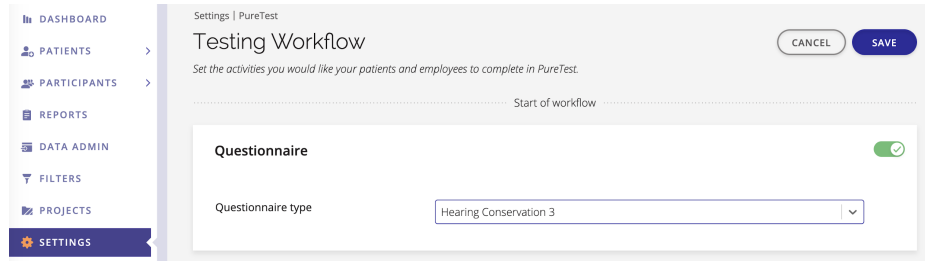 DASHBOARD
PATIENTS
PARTICIPANTS
REPORTS
DATA ADMIN
FILTERS
PROJECTS
SETTINGS
Settings | PureTest
Testing Workflow
CANCEL
SAVE
Set the activities you would like your patients and employees to complete in PureTest.
Start of workflow
Questionnaire
Questionnaire type
Hearing Conservation 3